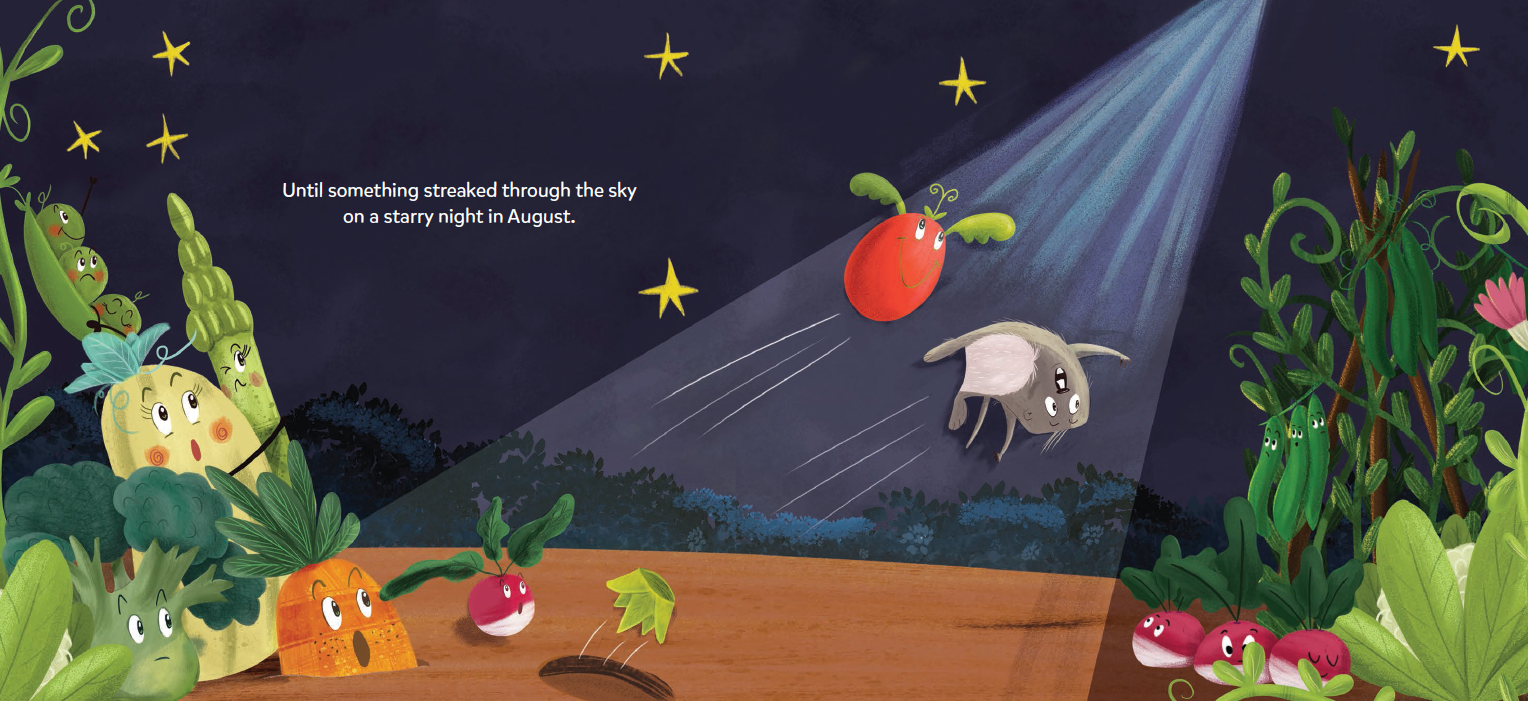 Until something streaked through the sky
on a starry night in August.